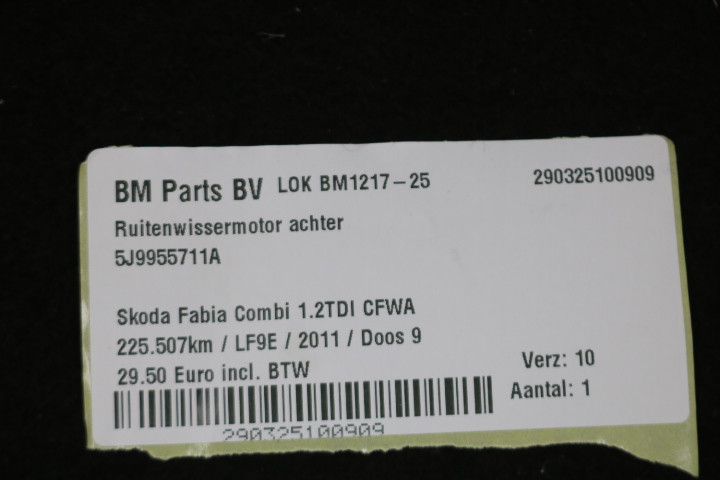 BM Parts BV LOK BM1217-25 290325100909
Ruitenwissermotor achter
5J9955711A
Skoda Fabia Combi 1.2TDI CFWA
225.507km / LF9E / 2011 / Doos 9
29.50 Euro incl. BTW
Verz: 10
Aantal: 1
290325100909